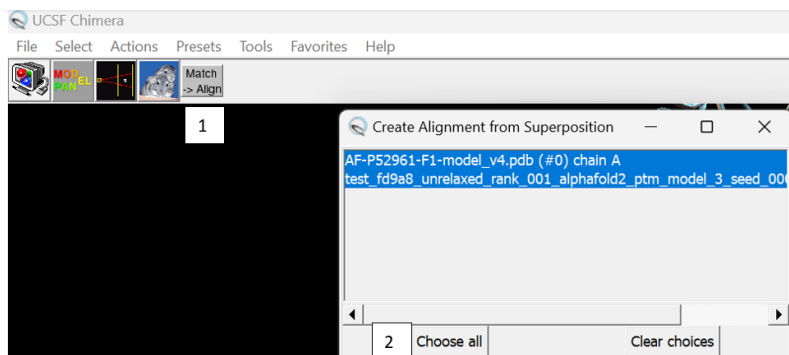 UCSF Chimera
File Select Actions Presets Tools Favorites Help
MOD
EL
PAN
Match
-> Align
1
Create Alignment from Superposition
AF-P52961-F1-model_v4.pdb (#0) chain A
test_fd9a8_unrelaxed_rank_001_alphafold2_ptm_model_3_seed_00
2
Choose all
Clear choices